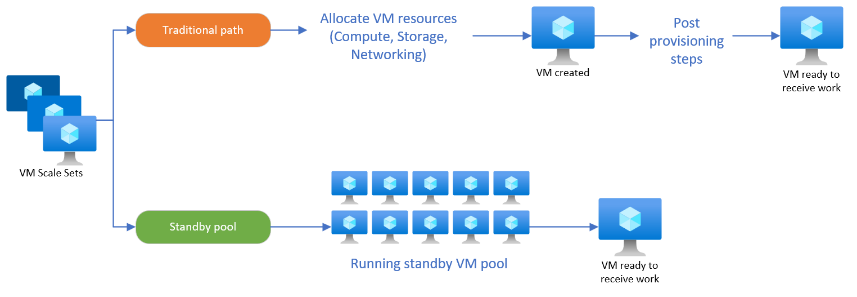 Traditional path
Allocate VM resources
(Compute, Storage,
Networking)
VM created
Post
provisioning
steps
VM ready to
receive work
VM Scale Sets
Standby pool
Running standby VM pool
VM ready to
receive work